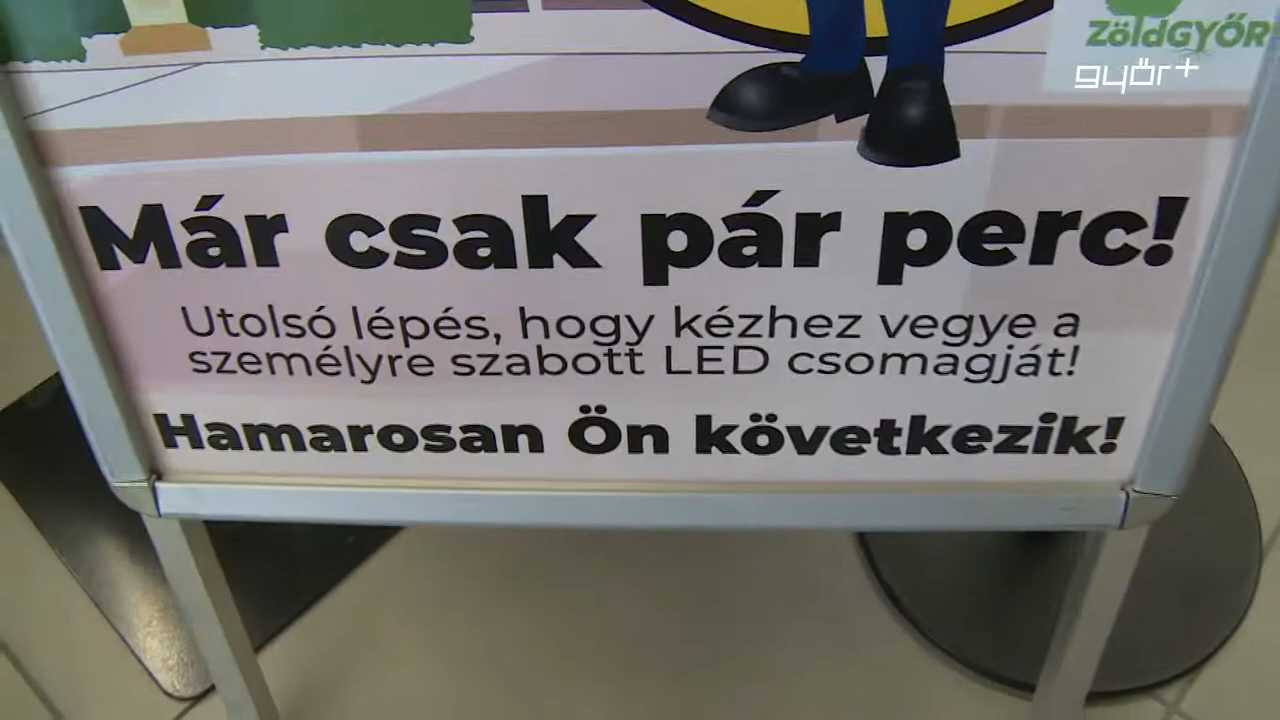 ZöldGYŐR
győr+
Már csak pár perc!
Utolsó lépés, hogy kézhez vegye a
személyre szabott LED csomagját!
Hamarosan Ön következik!